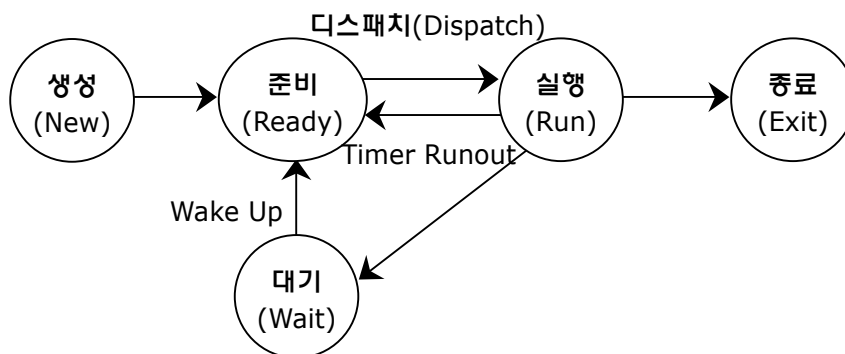 디스패치(Dispatch)
생성
(New)
준비
(Ready)
실행
(Run)
종료
(Exit)
Timer Runout
Wake Up
대기
(Wait)